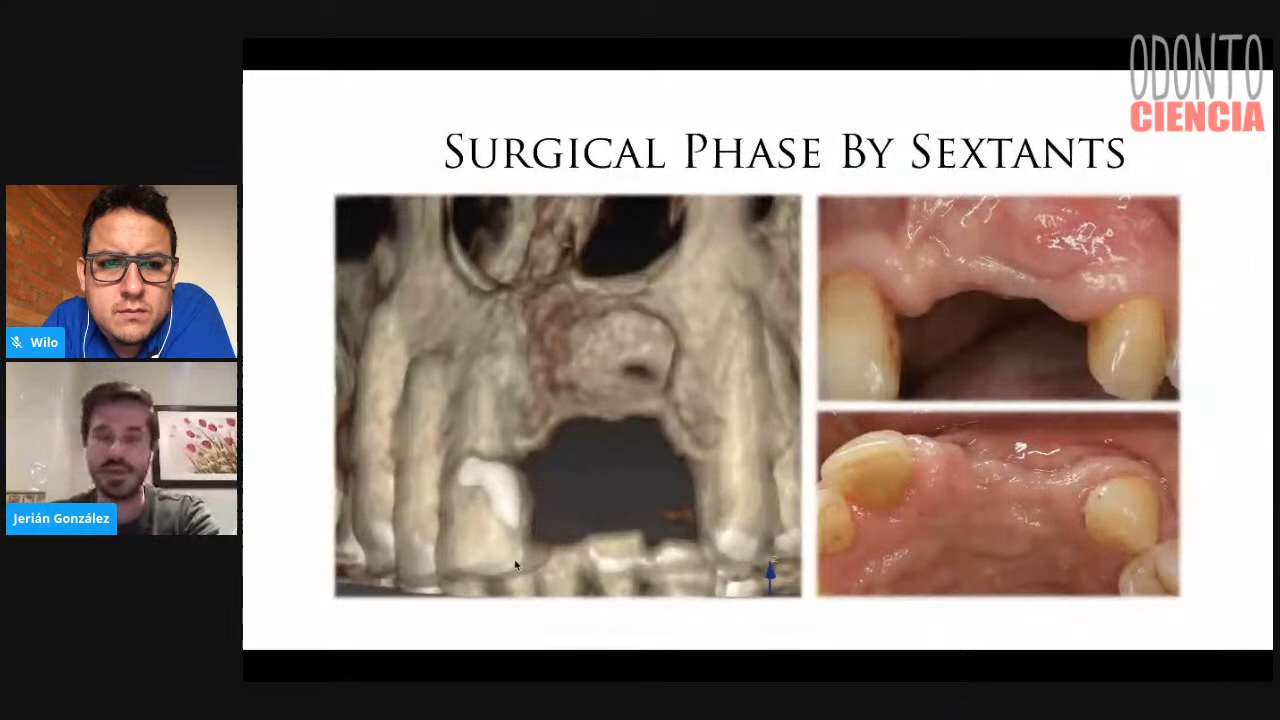 ODONTO
CIENCIA
SURGICAL PHASE BY SEXTANTS
Wilo
Jerián González